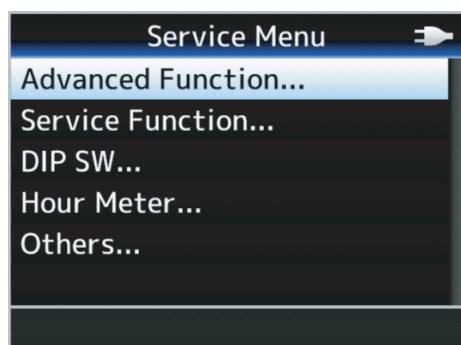 Service Menu
Advanced Function...
Service Function...
DIP SW...
Hour Meter...
Others...